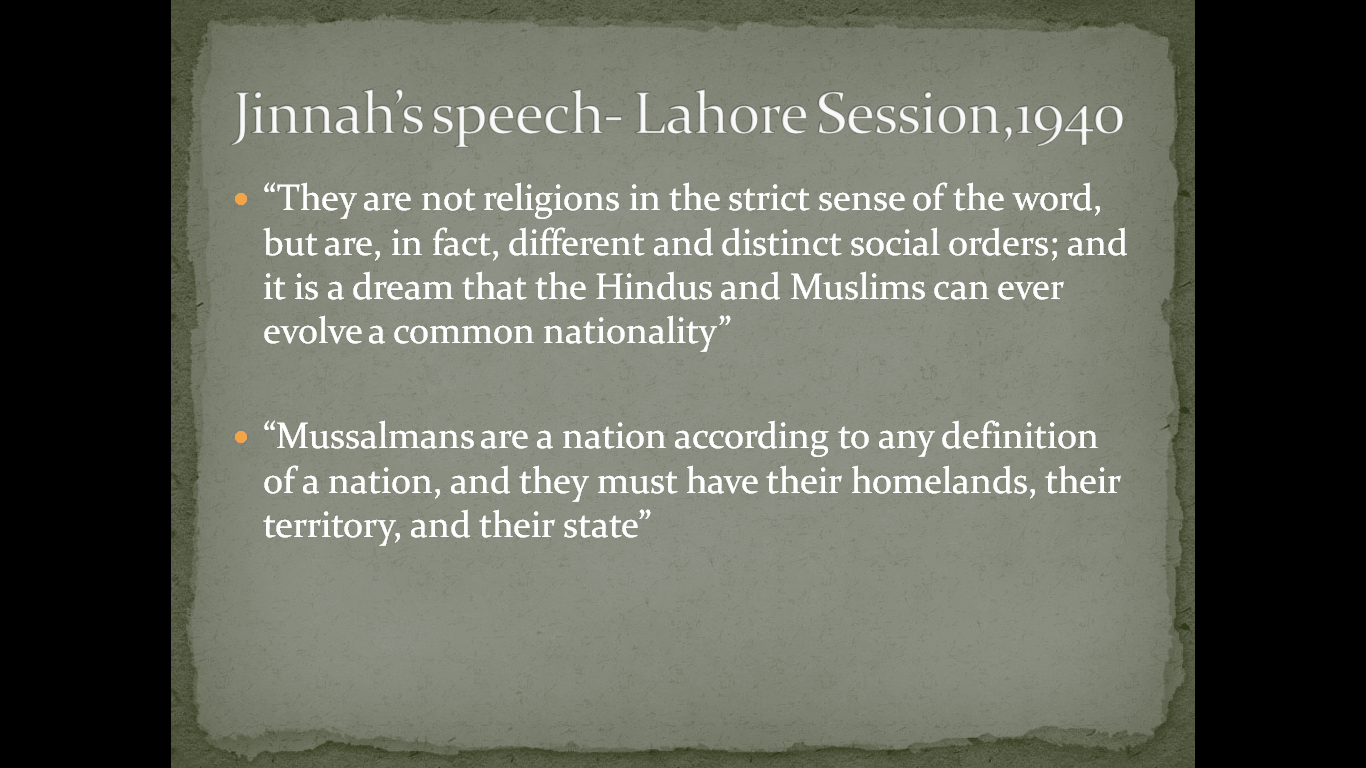 Jinnah’s speech- Lahore Session,1940
“They are not religions in the strict sense of the word,
but are, in fact, different and distinct social orders; and
it is a dream that the Hindus and Muslims can ever
evolve a common nationality”
“Mussalmans are a nation according to any definition
of a nation, and they must have their homelands, their
territory, and their state”